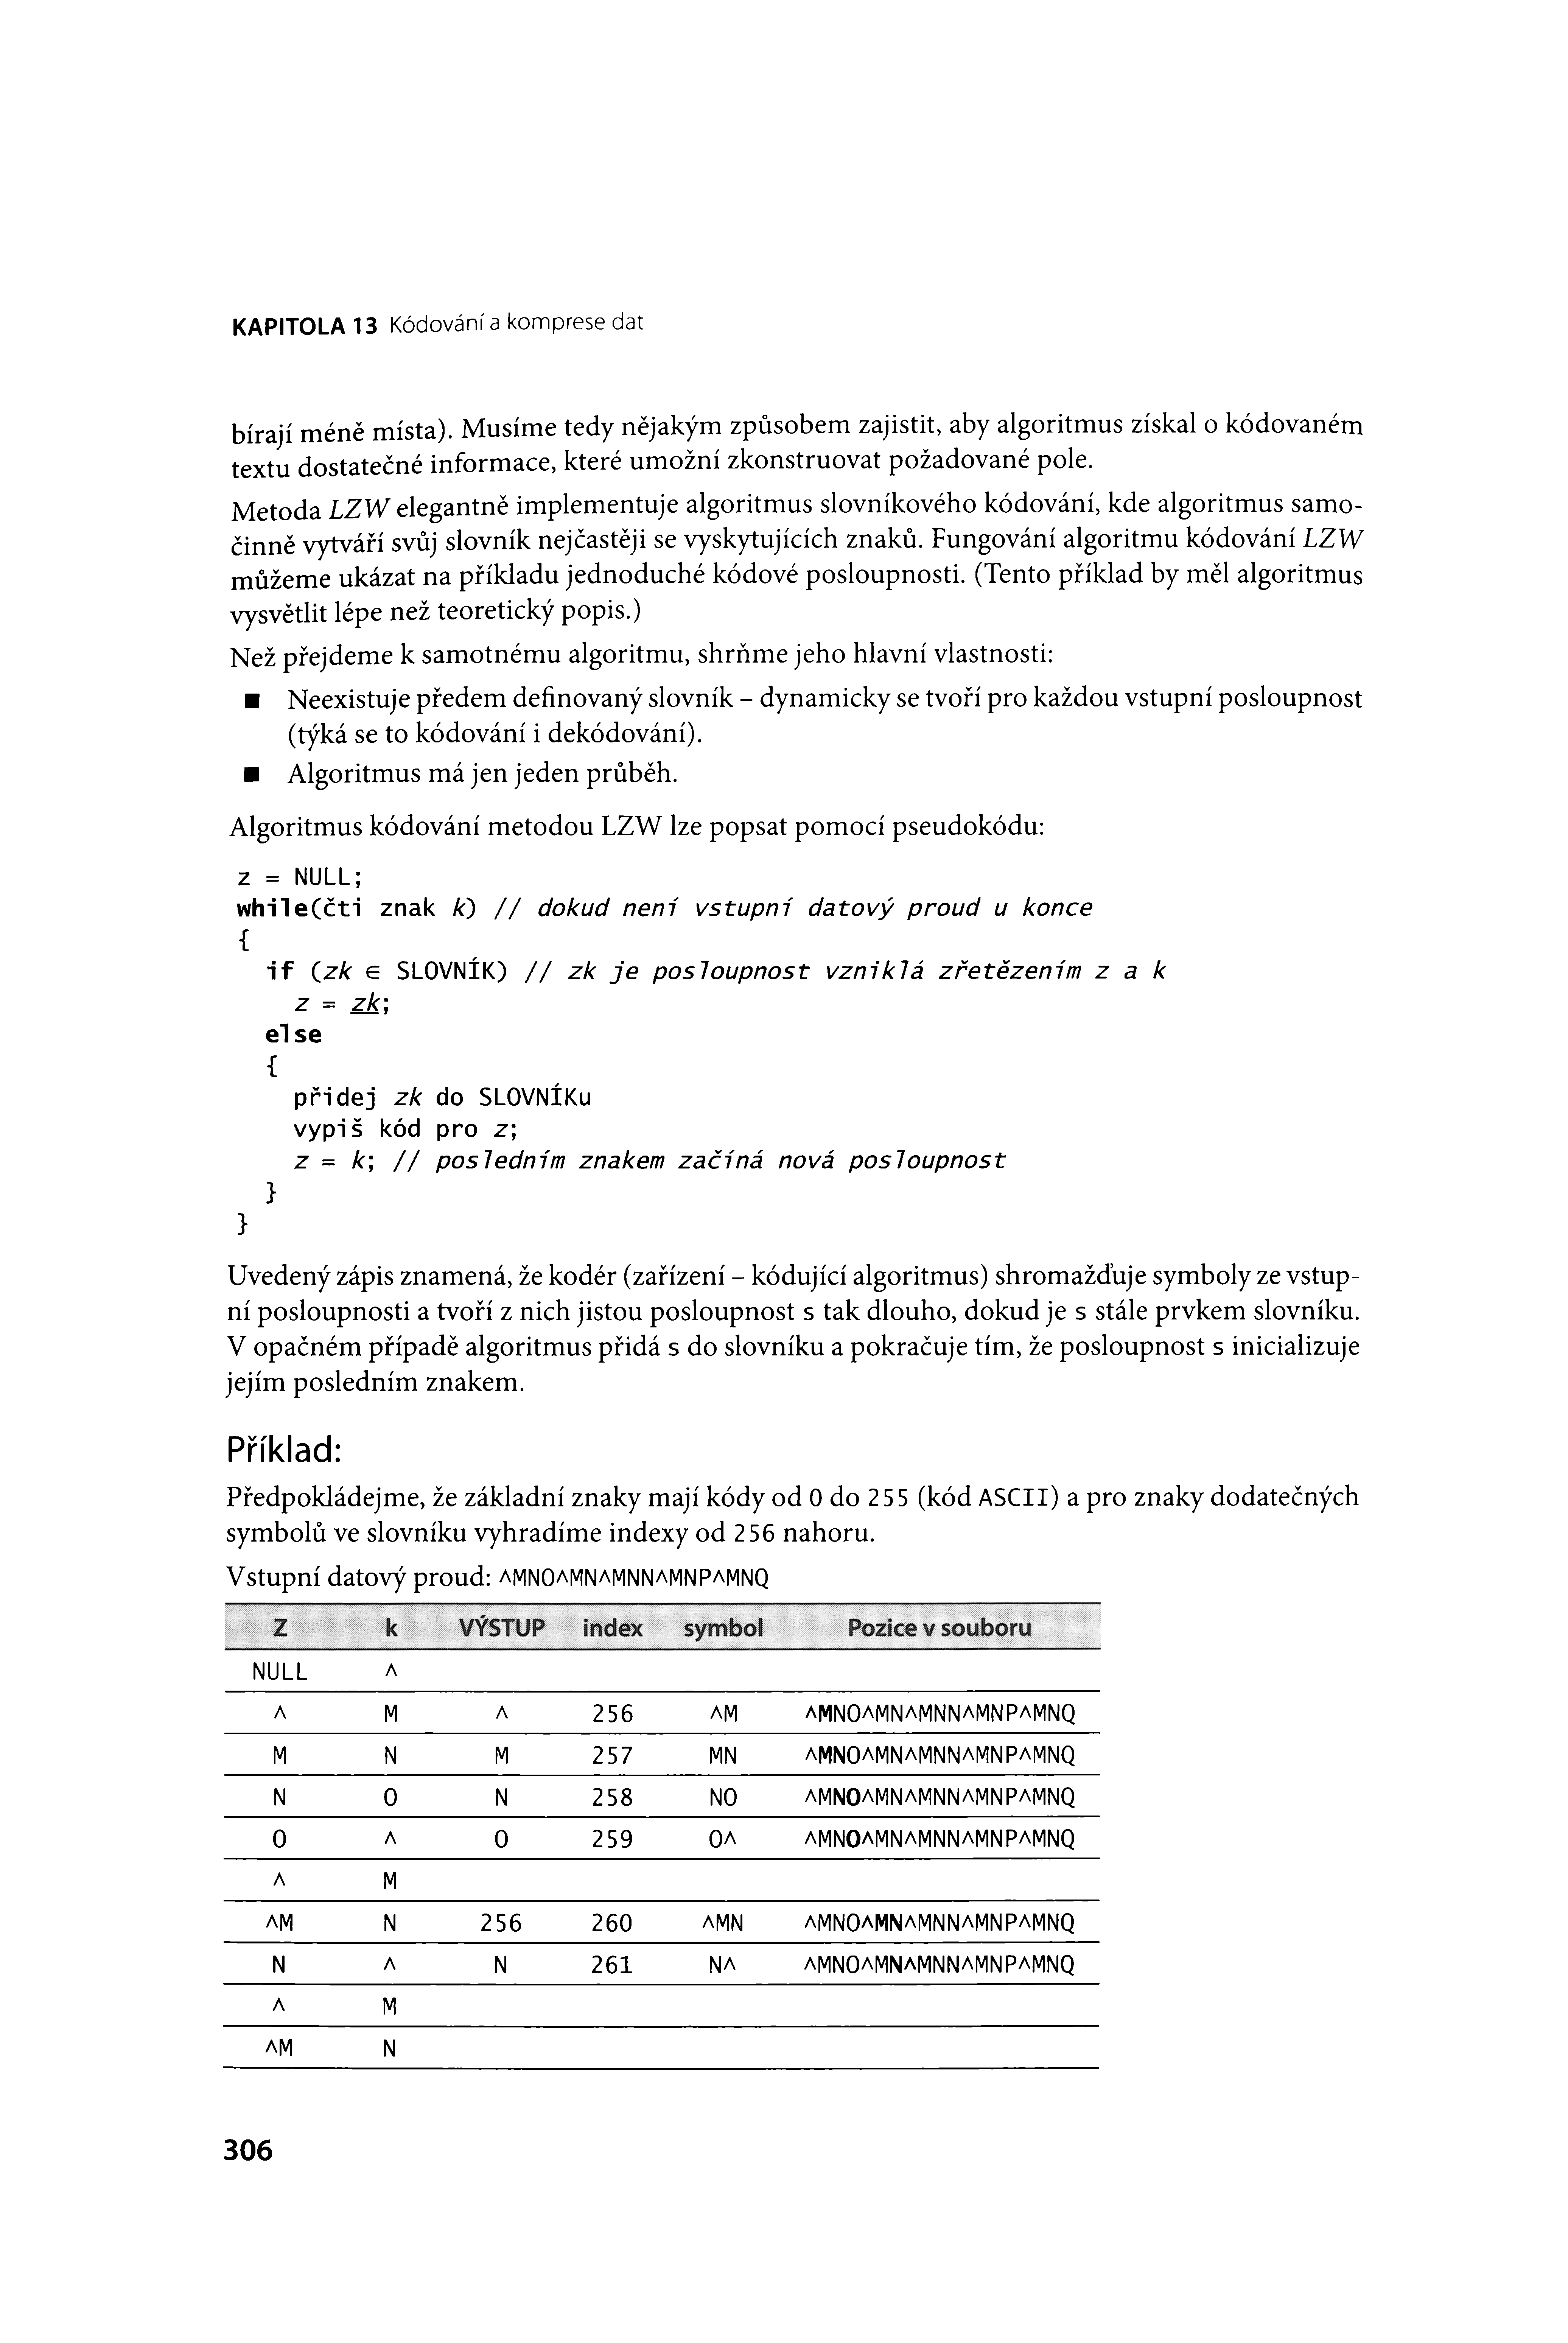 KAPITOLA 13 Kódování a komprese dat
bírají méně místa). Musíme tedy nějakým způsobem zajistit, aby algoritmus získal o kódovaném
textu dostatečné informace, které umožní zkonstruovat požadované pole.
Metoda LZW elegantně implementuje algoritmus slovníkového kódování, kde algoritmus samo-
činně vytváří svůj slovník nejčastěji se vyskytujících znaků. Fungování algoritmu kódování LZW
můžeme ukázat na příkladu jednoduché kódové posloupnosti. (Tento příklad by měl algoritmus
vysvětlit lépe než teoretický popis.)
Než přejdeme k samotnému algoritmu, shrňme jeho hlavní vlastnosti:
■ Neexistuje předem definovaný slovník – dynamicky se tvoří pro každou vstupní posloupnost
(týká se to kódování i dekódování).
■ Algoritmus má jen jeden průběh.
Algoritmus kódování metodou LZW lze popsat pomocí pseudokódu:
z = NULL;
while(čti znak k) // dokud není vstupní datový proud u konce
{
if (zk ∈ SLOVNÍK) // zk je posloupnost vzniklá zřetězením z a k
z = zk;
else
{
přidej zk do SLOVNÍKu
vypiš kód pro z;
z = k; // posledním znakem začíná nová posloupnost
}
}
Uvedený zápis znamená, že kodér (zařízení – kódující algoritmus) shromažďuje symboly ze vstup-
ní posloupnosti a tvoří z nich jistou posloupnost s tak dlouho, dokud je s stále prvkem slovníku.
V opačném případě algoritmus přidá s do slovníku a pokračuje tím, že posloupnost s inicializuje
jejím posledním znakem.
Příklad:
Předpokládejme, že základní znaky mají kódy od 0 do 255 (kód ASCII) a pro znaky dodatečných
symbolů ve slovníku vyhradíme indexy od 256 nahoru.
Vstupní datový proud: ^MNO^MN^MNN^MNP^MNQ
Z k VÝSTUP index symbol Pozice v souboru
NULL ^
^ M ^ 256 ^M ^MNO^MN^MNN^MNP^MNQ
M N M 257 MN ^MNO^MN^MNN^MNP^MNQ
N O N 258 NO ^MNO^MN^MNN^MNP^MNQ
O ^ O 259 O^ ^MNO^MN^MNN^MNP^MNQ
^ M
^M N 256 260 ^MN ^MNO^MN^MNN^MNP^MNQ
N ^ N 261 N^ ^MNO^MN^MNN^MNP^MNQ
^ M
^M N
306